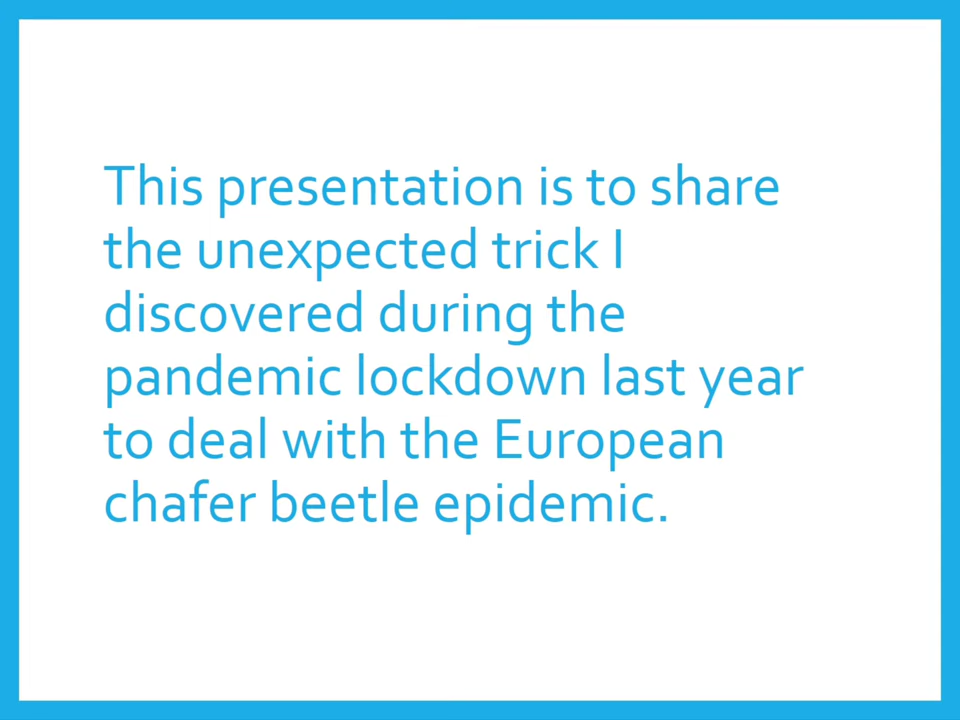 This presentation is to share
the unexpected trick I
discovered during the
pandemic lockdown last year
to deal with the European
chafer beetle epidemic.